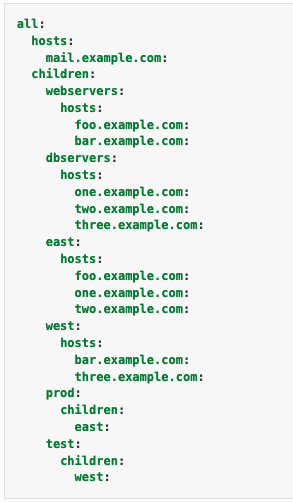 all:
  hosts:
    mail.example.com:
  children:
    webservers:
      hosts:
        foo.example.com:
        bar.example.com:
    dbservers:
      hosts:
        one.example.com:
        two.example.com:
        three.example.com:
    east:
      hosts:
        foo.example.com:
        one.example.com:
        two.example.com:
    west:
      hosts:
        bar.example.com:
        three.example.com:
    prod:
      children:
        east:
    test:
      children:
        west: